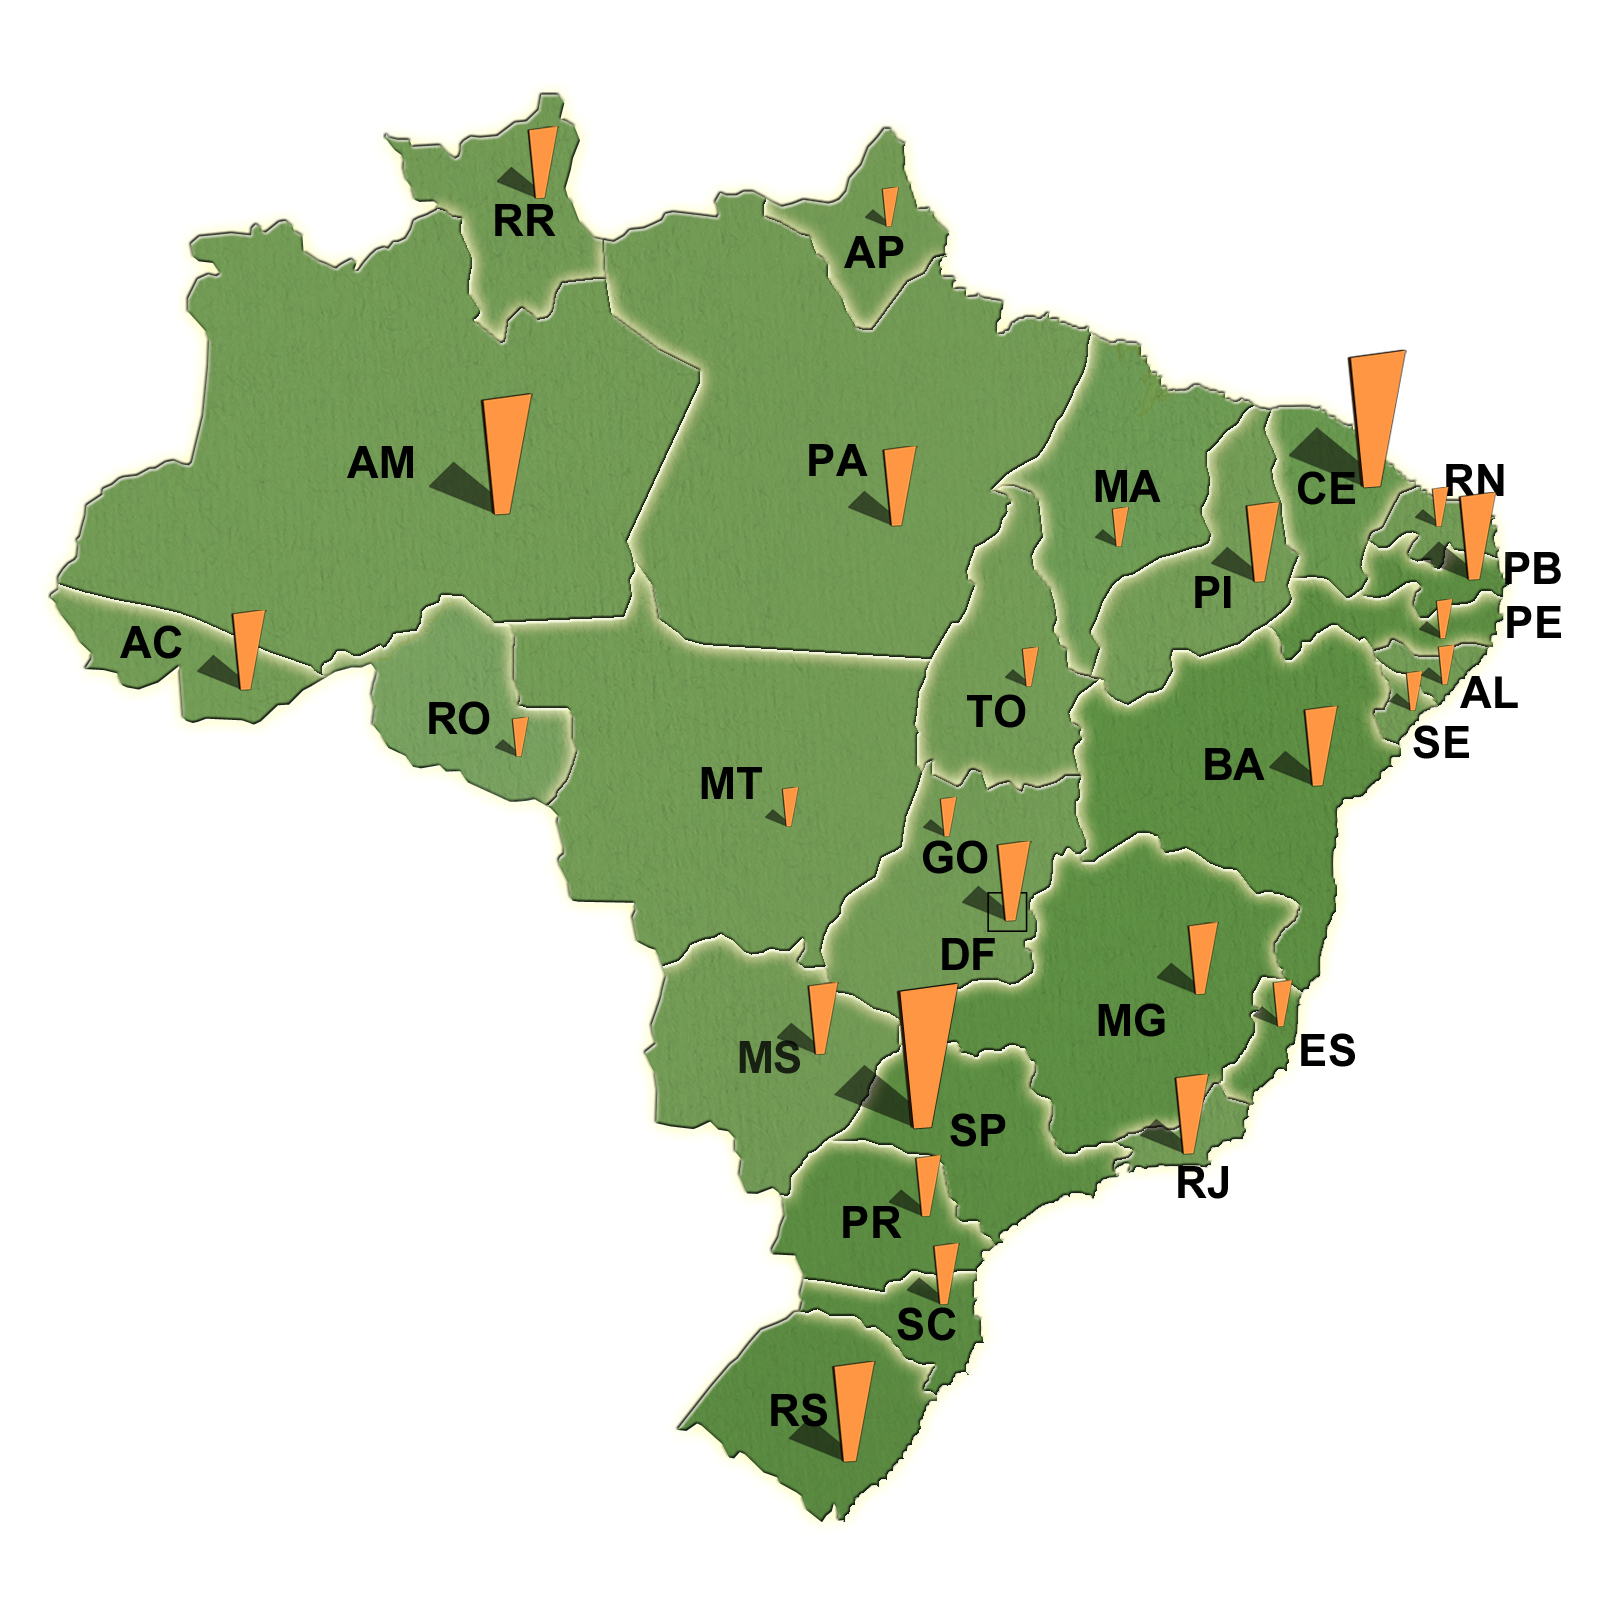 RR
AP
AM
PA
MA
CE
RN
PI
PB
PE
AC
RO
TO
AL
SE
BA
MT
GO
DF
MG
ES
MS
SP
RJ
PR
SC
RS